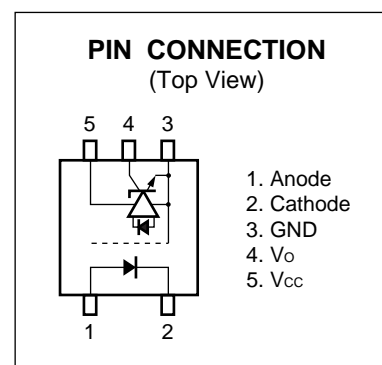 PIN CONNECTION
(Top View)
5 4 3
1. Anode
2. Cathode
3. GND
4. Vo
5. Vcc
1 2